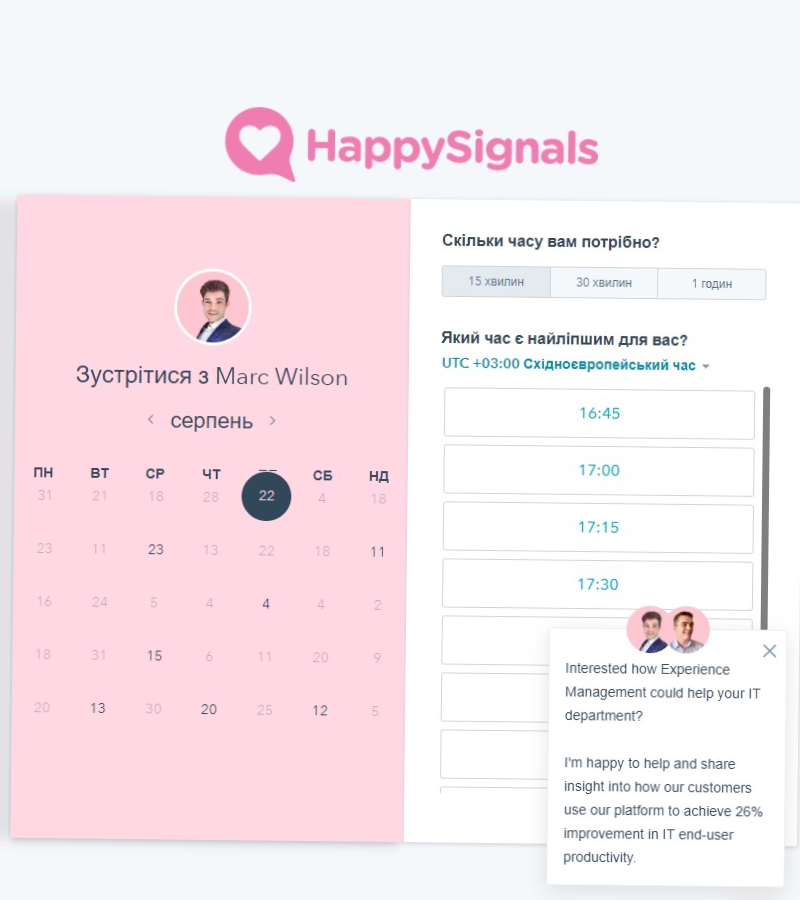 HappySignals
Зустрітися з Marc Wilson
серпень
ПН ВТ СР ЧТ СБ НД
31 21 18 28 22 4 18
23 11 23 13 22 18 11
16 24 5 4 4 4 2
18 31 15 6 11 20 9
20 13 30 20 25 12 5
Скільки часу вам потрібно?
15 хвилин 30 хвилин 1 годин
Який час є найліпшим для вас?
UTC +03:00 Східноєвропейський час
16:45
17:00
17:15
17:30
Interested how Experience
Management could help your IT
department?
I'm happy to help and share
insight into how our customers
use our platform to achieve 26%
improvement in IT end-user
productivity.